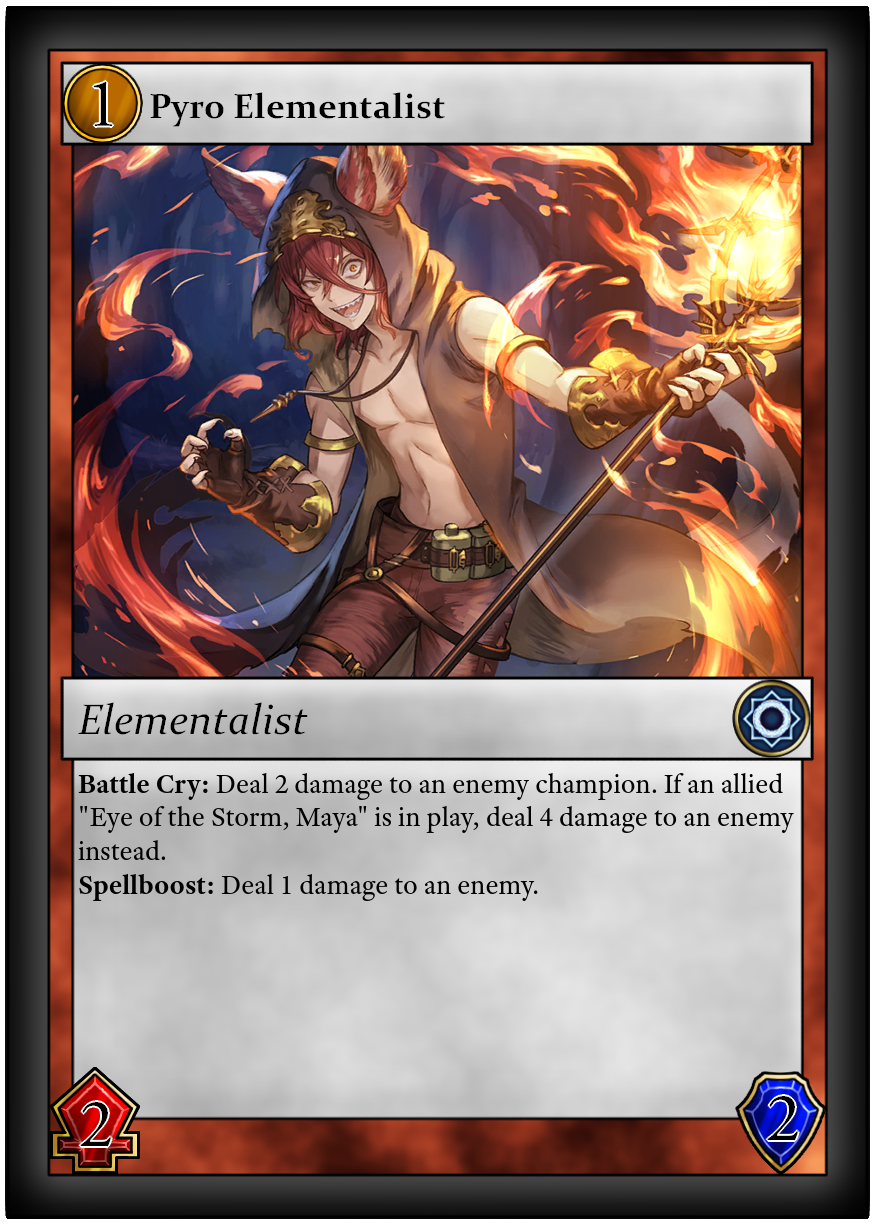 1
Pyro Elementalist
Elementalist
Battle Cry: Deal 2 damage to an enemy champion. If an allied
"Eye of the Storm, Maya" is in play, deal 4 damage to an enemy
instead.
Spellboost: Deal 1 damage to an enemy.
2
2